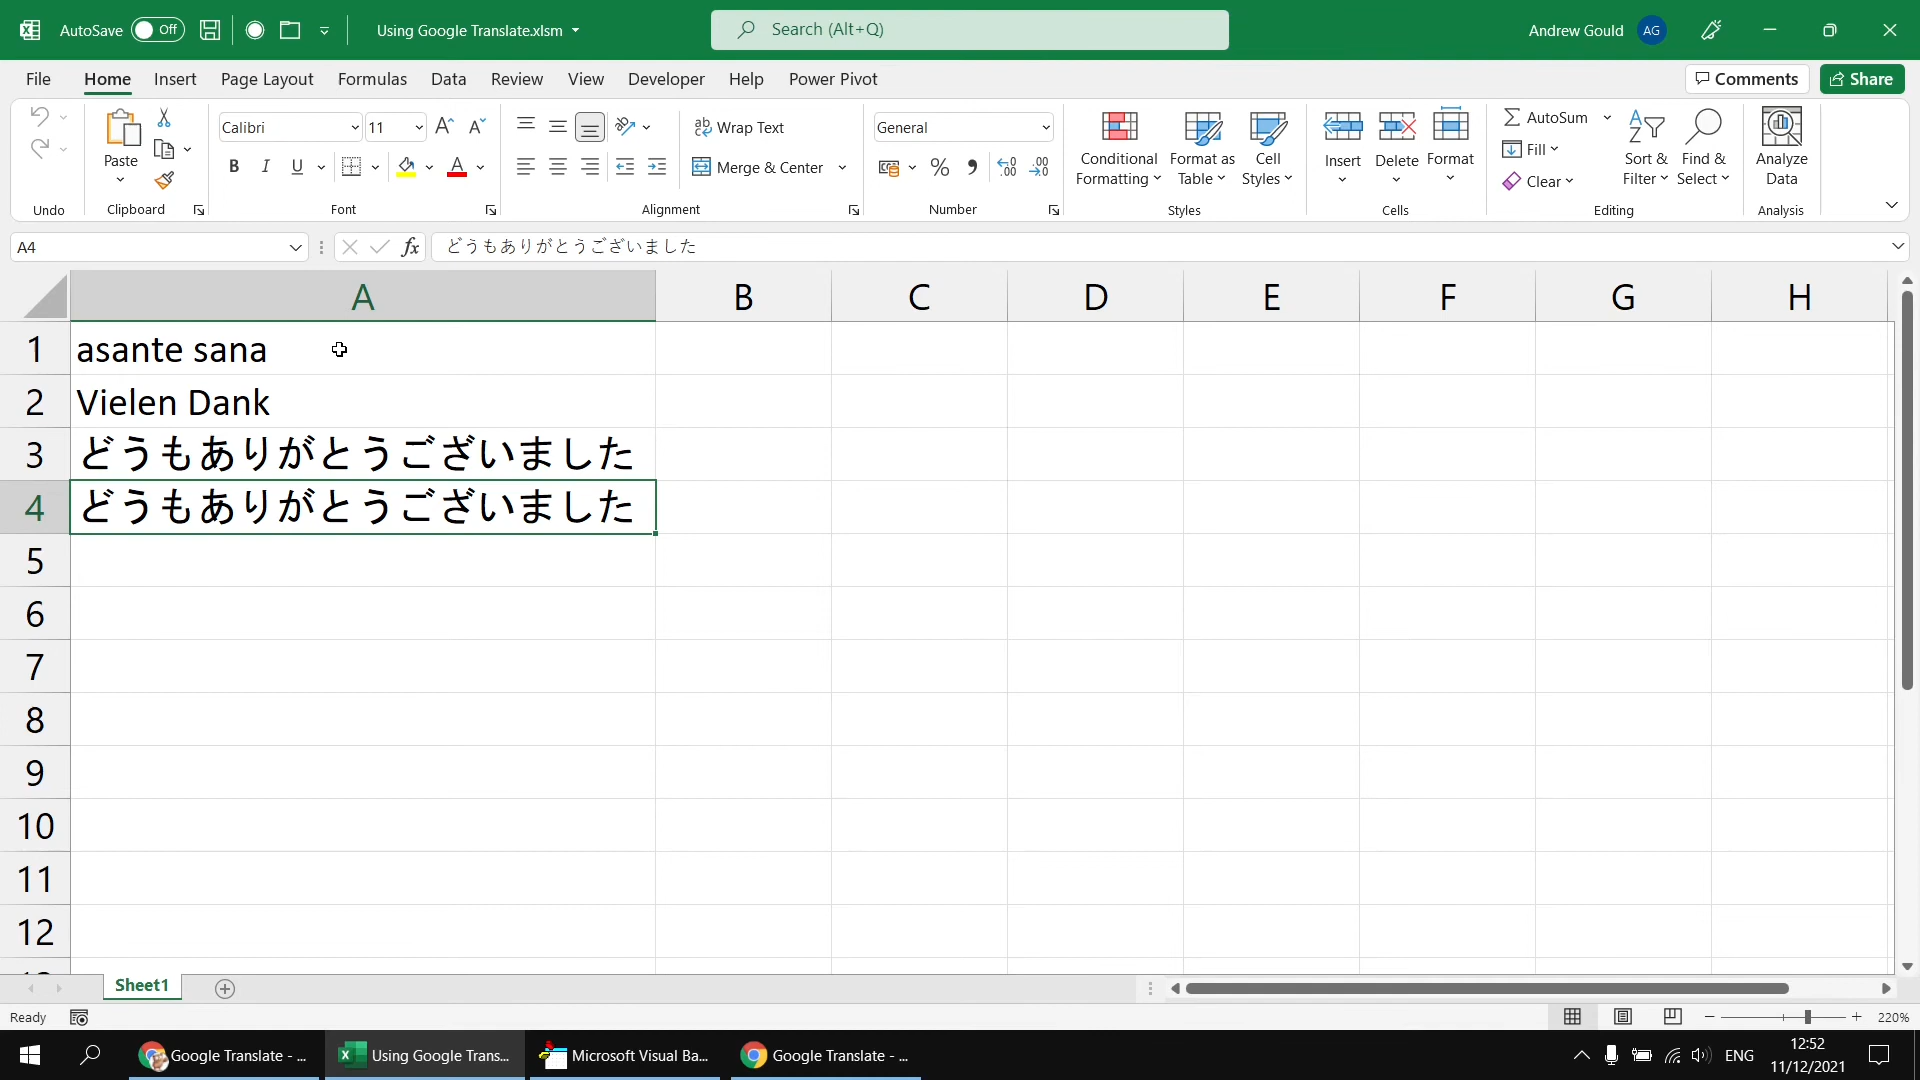 AutoSave Off Using Google Translate.xlsm Search (Alt+Q) Andrew Gould AG
File Home Insert Page Layout Formulas Data Review View Developer Help Power Pivot Comments Share
Calibri 11 Wrap Text General AutoSum
Paste Conditional Format as Cell Insert Delete Format Fill Sort & Find & Analyze
B I U A Merge & Center % Formatting Table Styles Clear Filter Select Data
Undo Clipboard Font Alignment Number Styles Cells Editing Analysis
A4 fx どうもありがとうございました
A B C D E F G H
1 asante sana
2 Vielen Dank
3 どうもありがとうございました
4 どうもありがとうございました
5
6
7
8
9
10
11
12
Sheet1
Ready 220%
Google Translate - ... Using Google Trans... Microsoft Visual Ba... Google Translate - ... ENG 12:52
11/12/2021